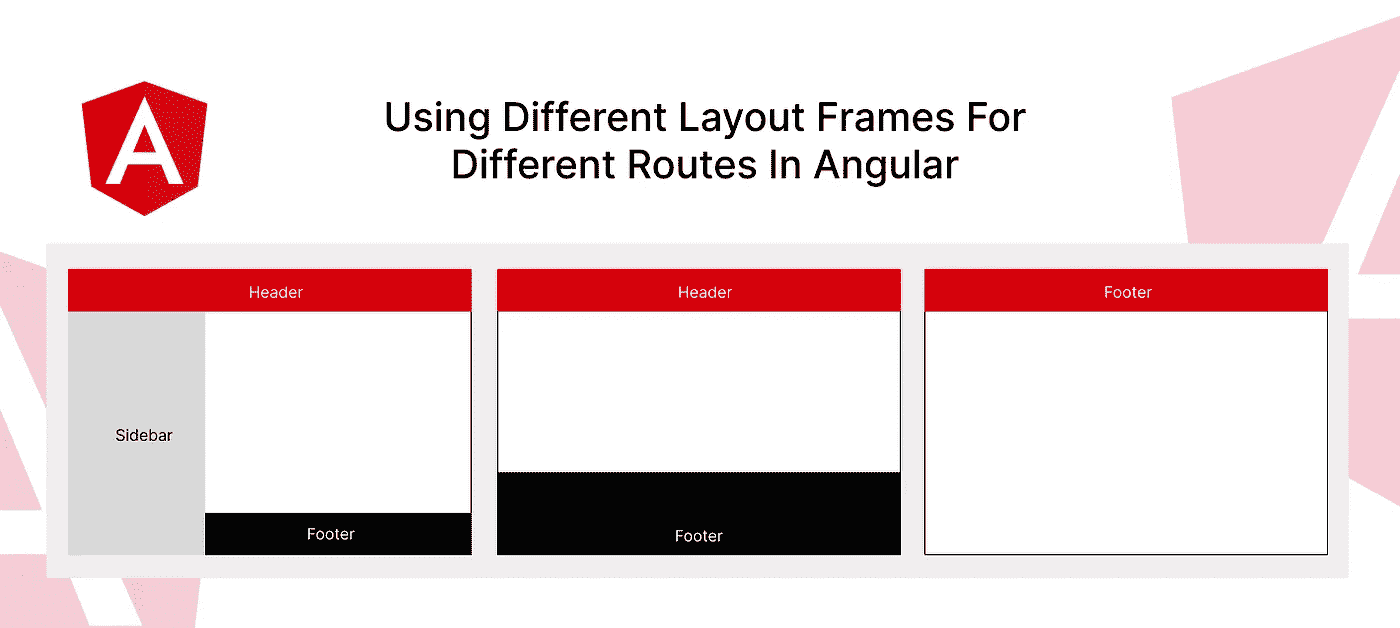 Using Different Layout Frames For
Different Routes In Angular
Header
Sidebar
Footer
Header
Footer
Footer